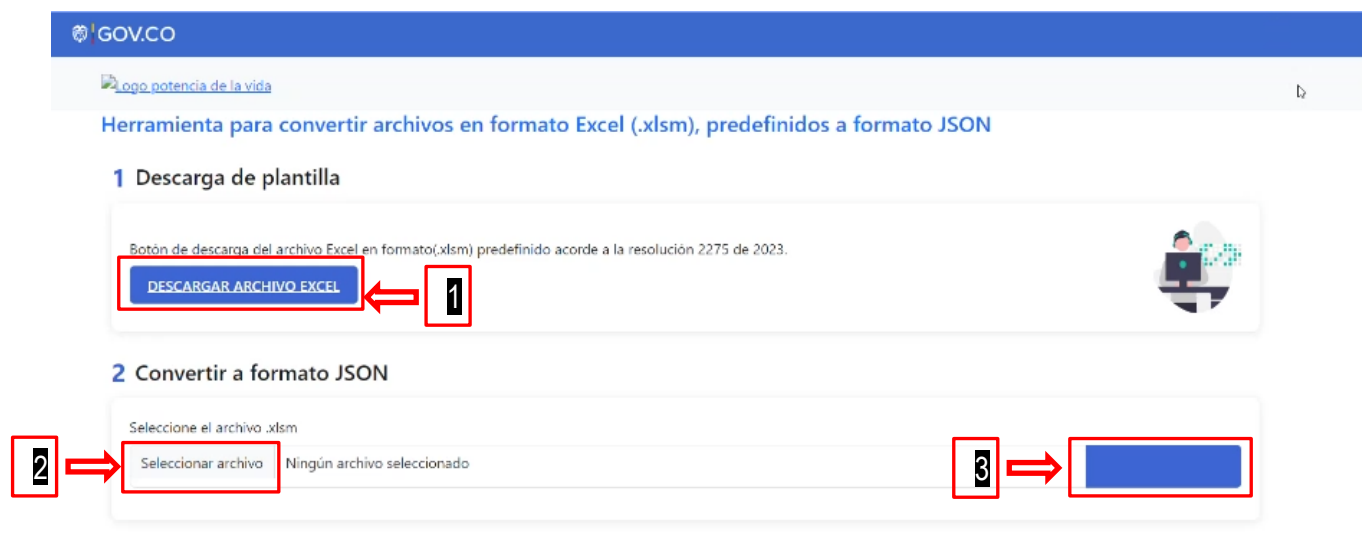 GOV.CO
Logo potencia de la vida
Herramienta para convertir archivos en formato Excel (.xlsm), predefinidos a formato JSON
1 Descarga de plantilla
Botón de descarga del archivo Excel en formato(.xlsm) predefinido acorde a la resolución 2275 de 2023.
DESCARGAR ARCHIVO EXCEL
1
2 Convertir a formato JSON
Seleccione el archivo .xlsm
2
Seleccionar archivo Ningún archivo seleccionado
3